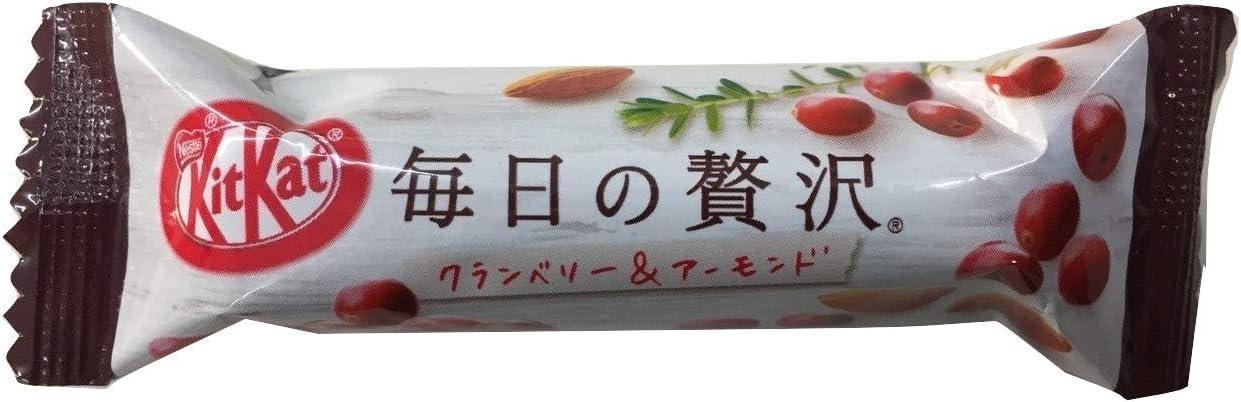 Nestlé
KitKat®
毎日の贅沢®
クランベリー&アーモンド